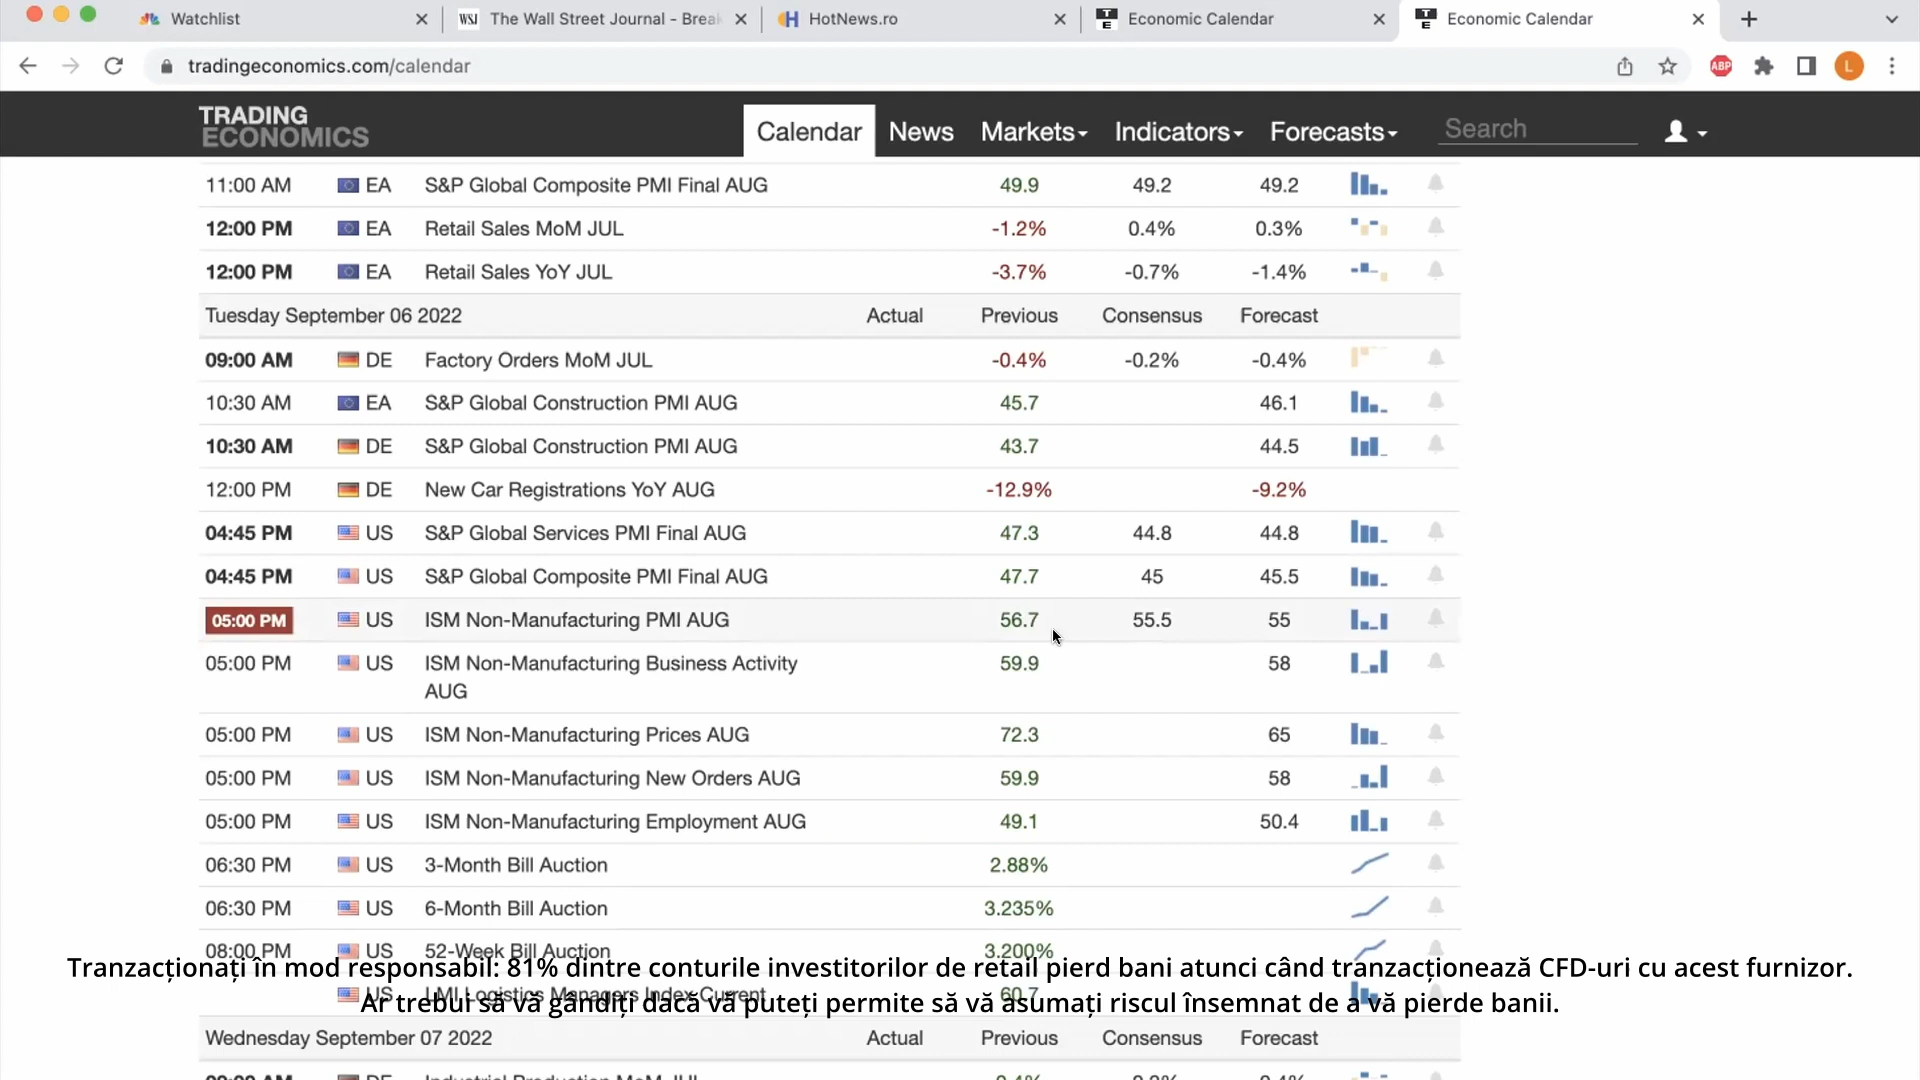 Watchlist
WSJ The Wall Street Journal - Break
HotNews.ro
Economic Calendar
Economic Calendar
tradingeconomics.com/calendar
ABP
L
TRADING
ECONOMICS
Calendar News Markets Indicators Forecasts Search
11:00 AM EA S&P Global Composite PMI Final AUG 49.9 49.2 49.2
12:00 PM EA Retail Sales MoM JUL -1.2% 0.4% 0.3%
12:00 PM EA Retail Sales YoY JUL -3.7% -0.7% -1.4%
Tuesday September 06 2022 Actual Previous Consensus Forecast
09:00 AM DE Factory Orders MoM JUL -0.4% -0.2% -0.4%
10:30 AM EA S&P Global Construction PMI AUG 45.7 46.1
10:30 AM DE S&P Global Construction PMI AUG 43.7 44.5
12:00 PM DE New Car Registrations YoY AUG -12.9% -9.2%
04:45 PM US S&P Global Services PMI Final AUG 47.3 44.8 44.8
04:45 PM US S&P Global Composite PMI Final AUG 47.7 45 45.5
05:00 PM US ISM Non-Manufacturing PMI AUG 56.7 55.5 55
05:00 PM US ISM Non-Manufacturing Business Activity 59.9 58
AUG
05:00 PM US ISM Non-Manufacturing Prices AUG 72.3 65
05:00 PM US ISM Non-Manufacturing New Orders AUG 59.9 58
05:00 PM US ISM Non-Manufacturing Employment AUG 49.1 50.4
06:30 PM US 3-Month Bill Auction 2.88%
06:30 PM US 6-Month Bill Auction 3.235%
08:00 PM US 52-Week Bill Auction 3.200%
Tranzacționați în mod responsabil: 81% dintre conturile investitorilor de retail pierd bani atunci când tranzacționează CFD-uri cu acest furnizor.
US LMI Logistics Managers Index Current 60.7
Ar trebui să vă gândiți dacă vă puteți permite să vă asumați riscul însemnat de a vă pierde banii.
Wednesday September 07 2022 Actual Previous Consensus Forecast